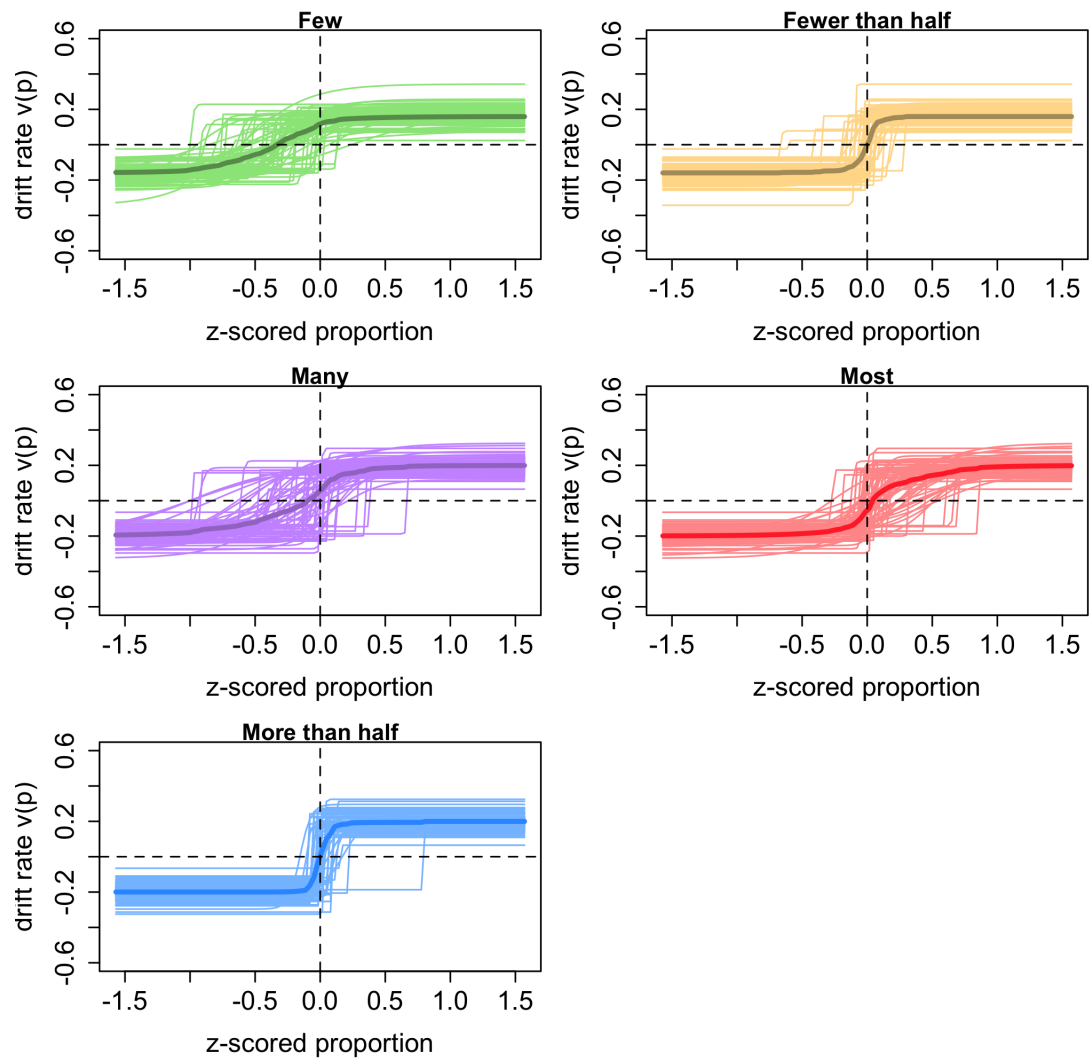 Few
0.6
0.2
-0.2
-0.6
drift rate v(p)
-1.5 -0.5 0.0 0.5 1.0 1.5
z-scored proportion
Fewer than half
0.6
0.2
-0.2
-0.6
drift rate v(p)
-1.5 -0.5 0.0 0.5 1.0 1.5
z-scored proportion
Many
0.6
0.2
-0.2
-0.6
drift rate v(p)
-1.5 -0.5 0.0 0.5 1.0 1.5
z-scored proportion
Most
0.6
0.2
-0.2
-0.6
drift rate v(p)
-1.5 -0.5 0.0 0.5 1.0 1.5
z-scored proportion
More than half
0.6
0.2
-0.2
-0.6
drift rate v(p)
-1.5 -0.5 0.0 0.5 1.0 1.5
z-scored proportion